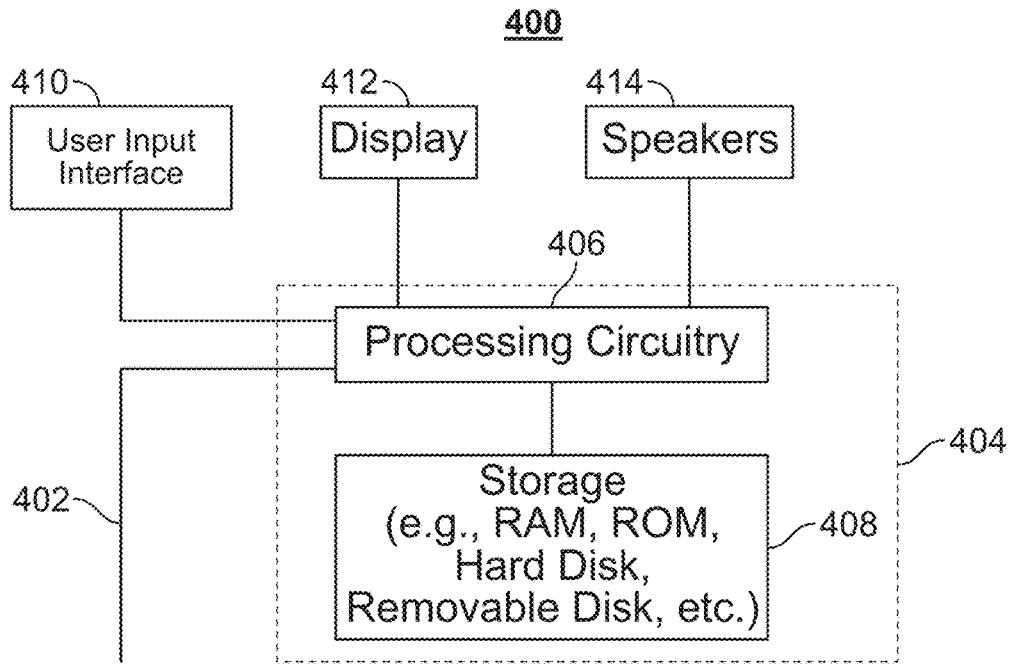 400
410
412
414
User Input
Interface
Display
Speakers
406
Processing Circuitry
404
402
Storage
(e.g., RAM, ROM,
Hard Disk,
Removable Disk, etc.)
408